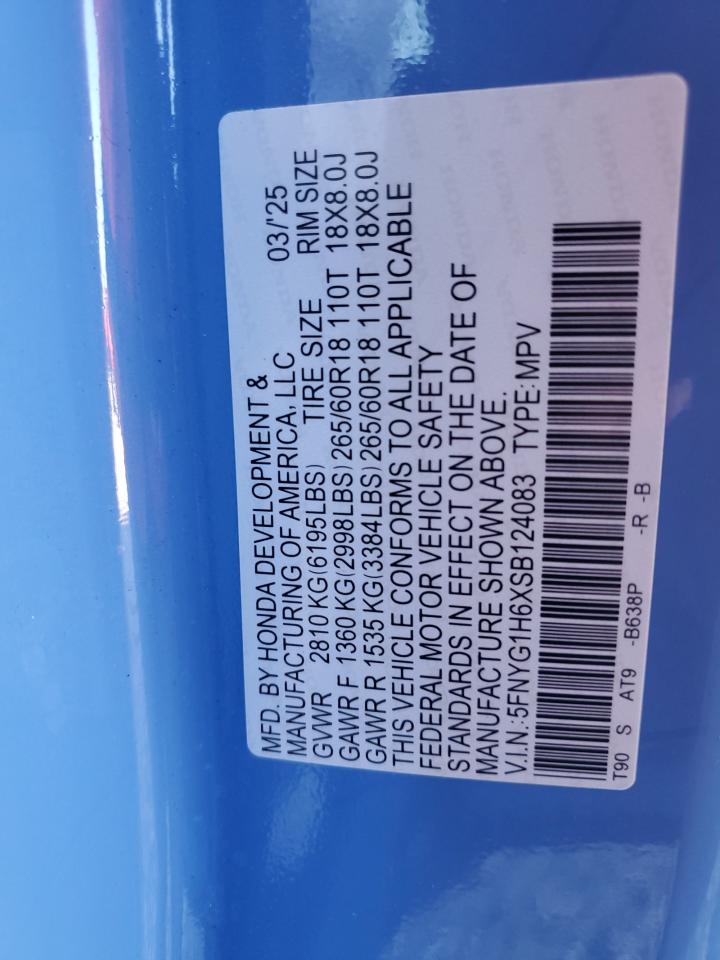 MFD. BY HONDA DEVELOPMENT &
MANUFACTURING OF AMERICA, LLC 03/'25
GVWR 2810 KG(6195LBS) TIRE SIZE RIM SIZE
GAWR F 1360 KG(2998LBS)265/60R18 110T 18X8.0J
GAWR R 1535 KG(3384LBS)265/60R18 110T 18X8.0J
THIS VEHICLE CONFORMS TO ALL APPLICABLE
FEDERAL MOTOR VEHICLE SAFETY
STANDARDS IN EFFECT ON THE DATE OF
MANUFACTURE SHOWN ABOVE.
V.I.N.:5FNYG1H6XSB124083 TYPE: MPV
T90 S AT9 -B638P -R -B